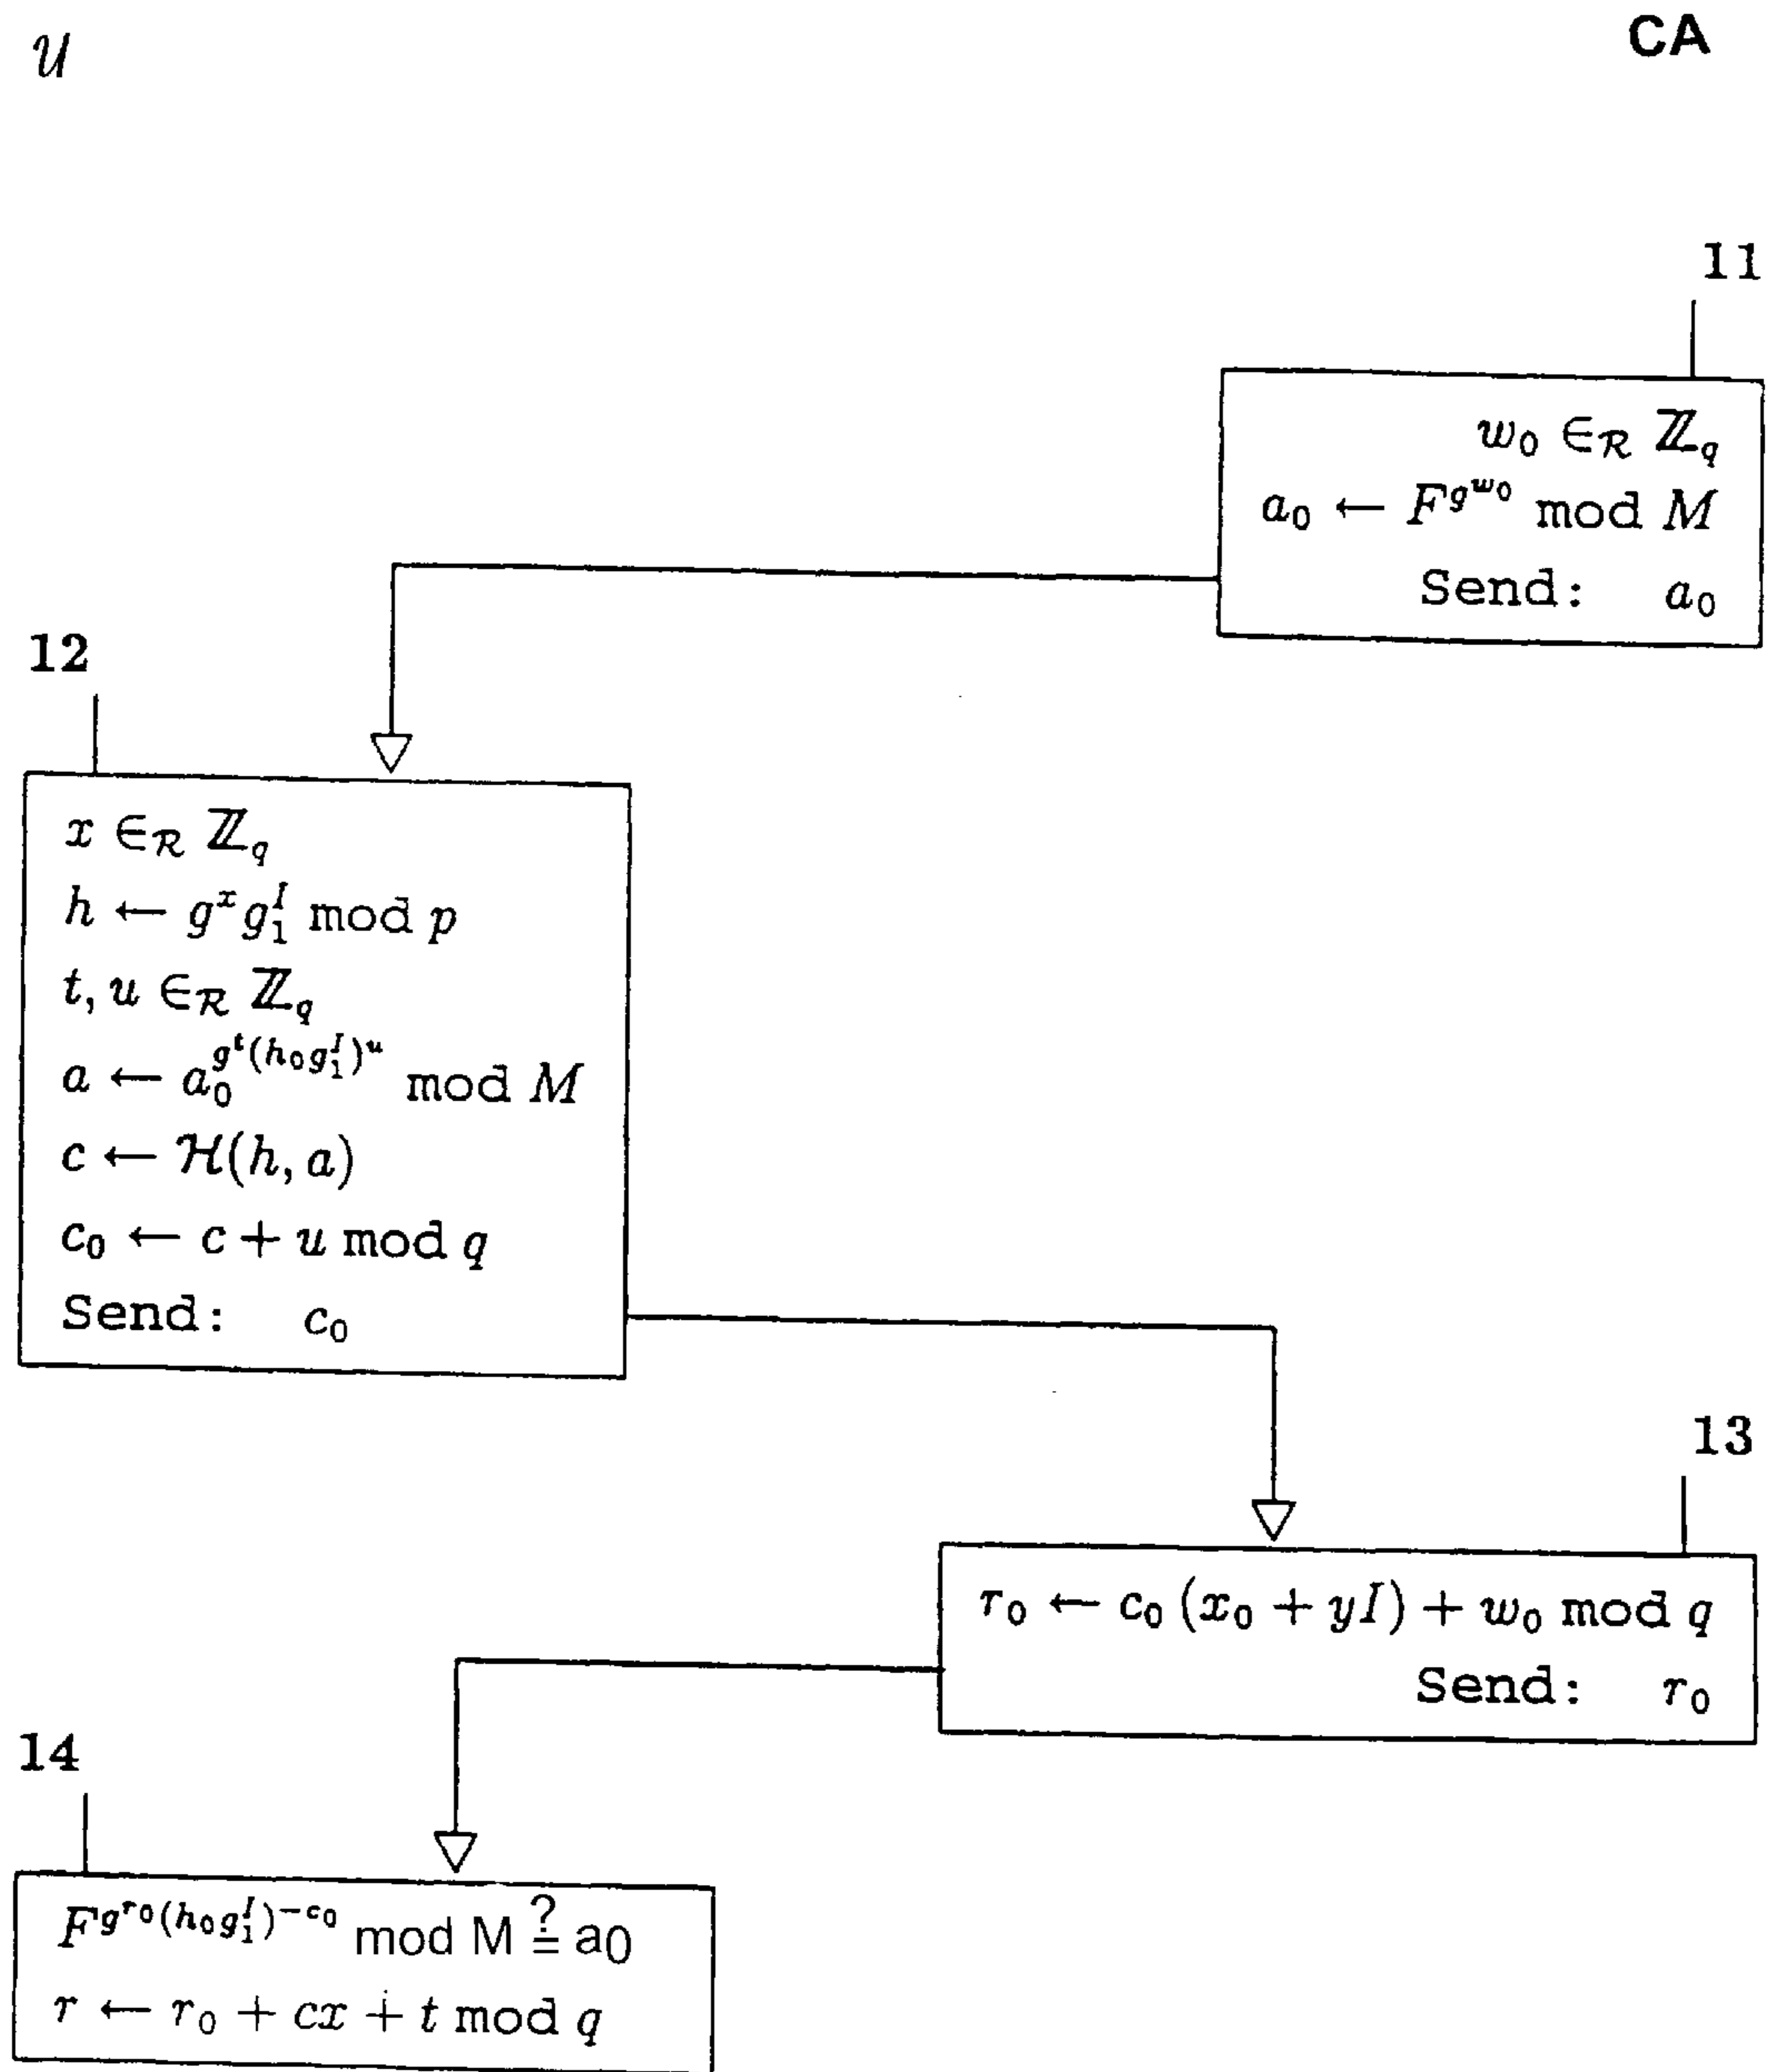 𝒰 CA
11
w₀ ∈_ℛ ℤ_q
a₀ ← F^{g^{w₀}} mod M
Send: a₀
12
x ∈_ℛ ℤ_q
h ← g^x g₁^I mod p
t, u ∈_ℛ ℤ_q
a ← a₀^{g^t(h₀g₁^I)^u} mod M
c ← ℋ(h, a)
c₀ ← c + u mod q
Send: c₀
13
r₀ ← c₀ (x₀ + yI) + w₀ mod q
Send: r₀
14
F^{g^{r₀}(h₀g₁^I)^{-c₀}} mod M ≟ a₀
r ← r₀ + cx + t mod q